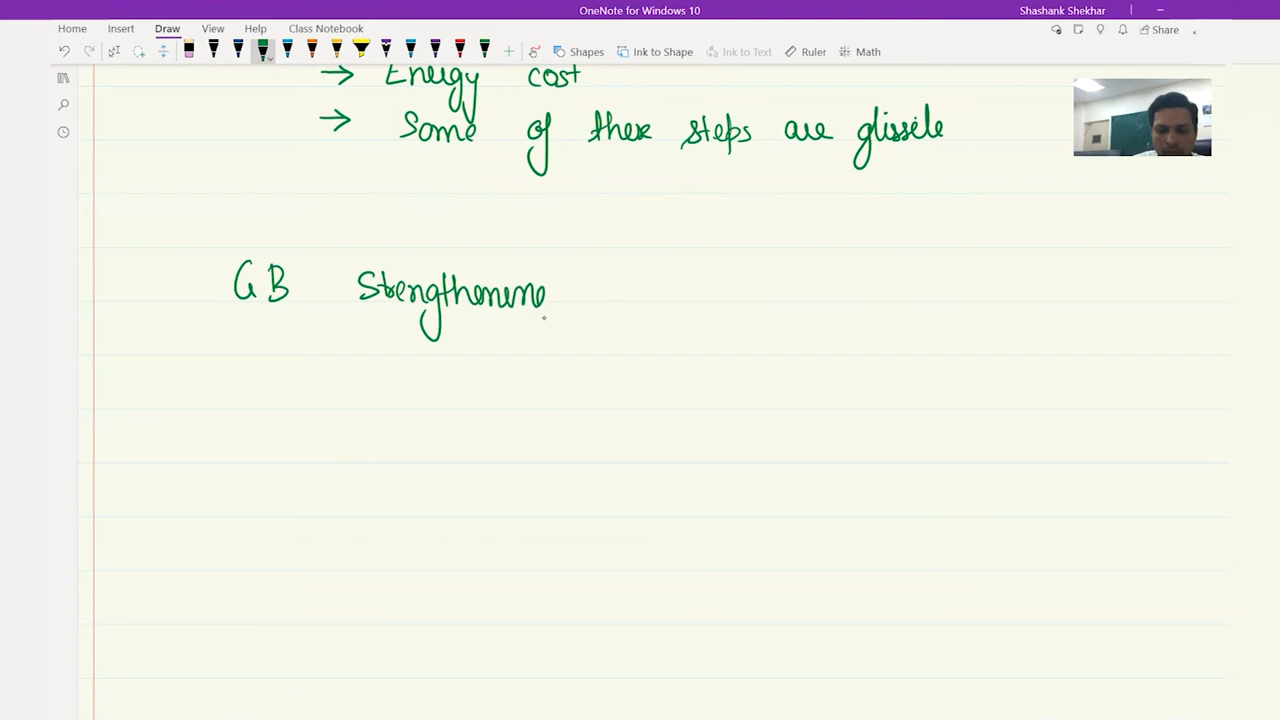 OneNote for Windows 10
Shashank Shekhar
Home Insert Draw View Help Class Notebook
Share
Shapes Ink to Shape Ink to Text Ruler Math
→ Energy cost
→ Some of these steps are glissile
GB Strengthening